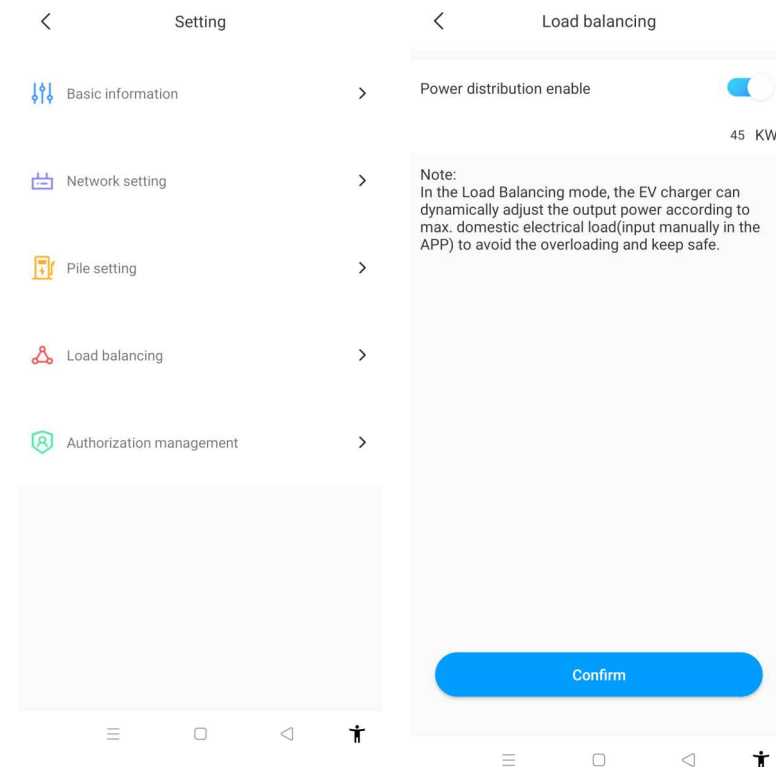 Setting
Basic information
Network setting
Pile setting
Load balancing
Authorization management
Load balancing
Power distribution enable
45 KW
Note:
In the Load Balancing mode, the EV charger can
dynamically adjust the output power according to
max. domestic electrical load(input manually in the
APP) to avoid the overloading and keep safe.
Confirm